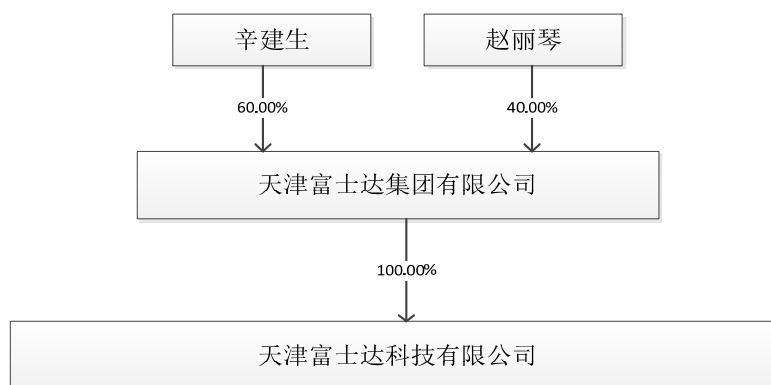 辛建生
赵丽琴
60.00%
40.00%
天津富士达集团有限公司
100.00%
天津富士达科技有限公司